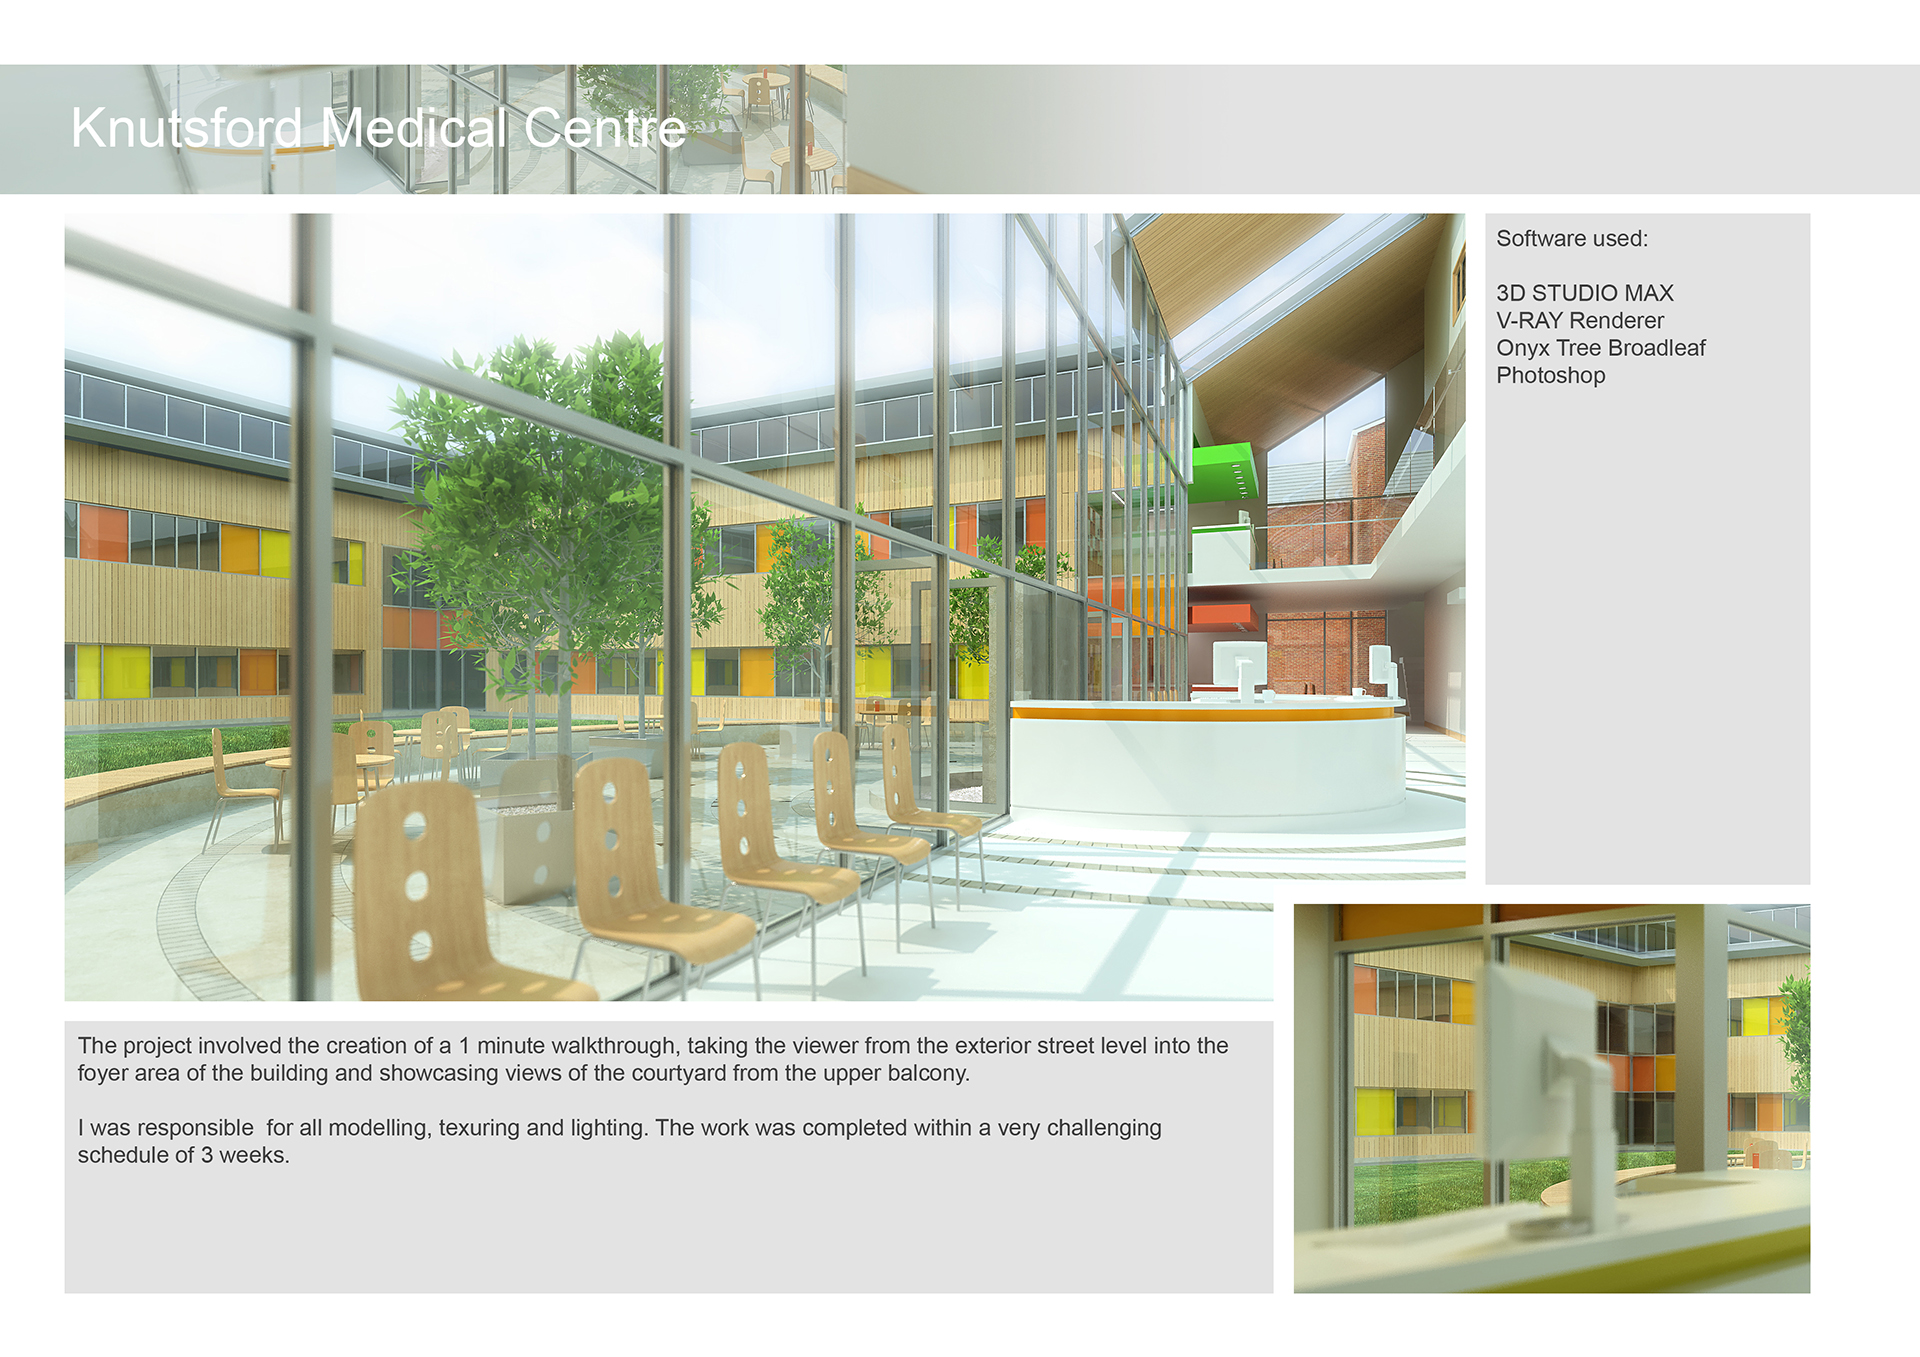 Knutsford Medical Centre
Software used:
3D STUDIO MAX
V-RAY Renderer
Onyx Tree Broadleaf
Photoshop
The project involved the creation of a 1 minute walkthrough, taking the viewer from the exterior street level into the
foyer area of the building and showcasing views of the courtyard from the upper balcony.
I was responsible  for all modelling, texuring and lighting. The work was completed within a very challenging
schedule of 3 weeks.